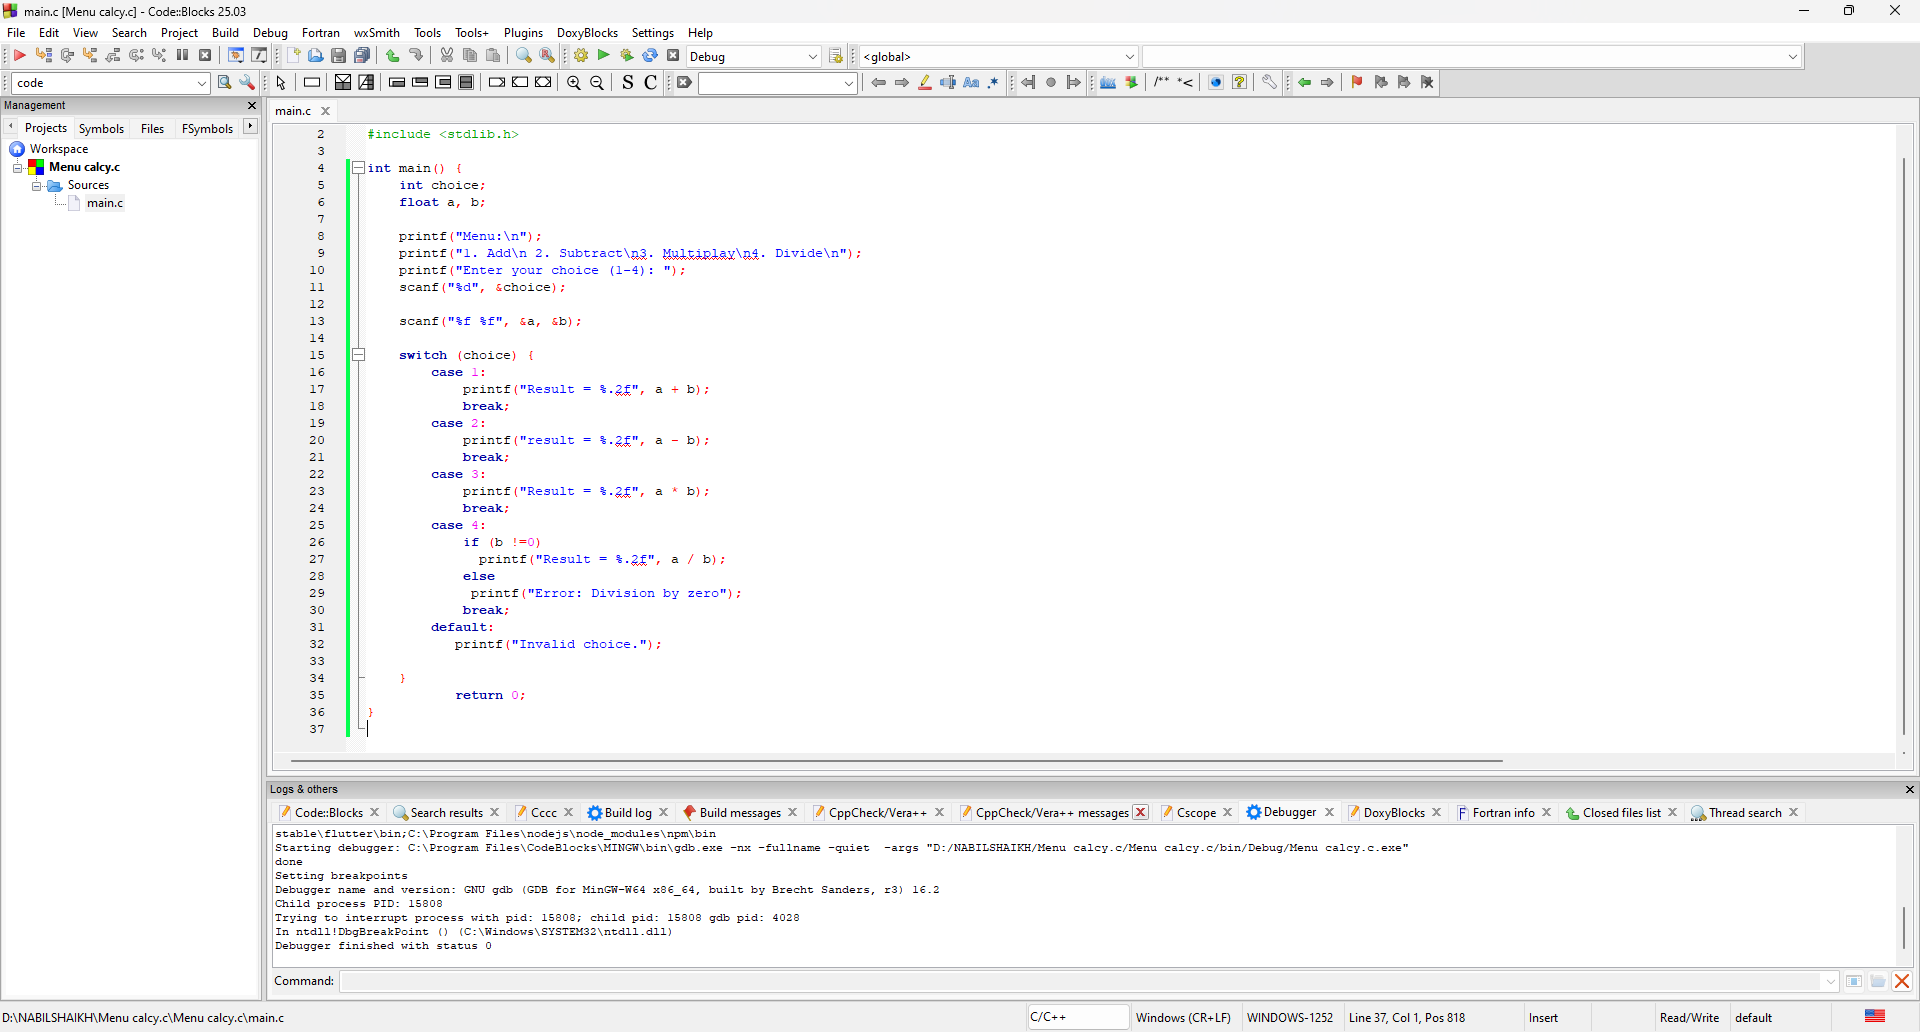 main.c [Menu calcy.c] - Code::Blocks 25.03
File Edit View Search Project Build Debug Fortran wxSmith Tools Tools+ Plugins DoxyBlocks Settings Help
Debug <global>
code S C Aa .* /** *<
Management
Projects Symbols Files FSymbols
Workspace
Menu calcy.c
Sources
main.c
main.c
2 #include <stdlib.h>
3
4 int main() {
5 int choice;
6 float a, b;
7
8 printf("Menu:\n");
9 printf("1. Add\n 2. Subtract\n3. Multiplay\n4. Divide\n");
10 printf("Enter your choice (1-4): ");
11 scanf("%d", &choice);
12
13 scanf("%f %f", &a, &b);
14
15 switch (choice) {
16 case 1:
17 printf("Result = %.2f", a + b);
18 break;
19 case 2:
20 printf("result = %.2f", a - b);
21 break;
22 case 3:
23 printf("Result = %.2f", a * b);
24 break;
25 case 4:
26 if (b !=0)
27 printf("Result = %.2f", a / b);
28 else
29 printf("Error: Division by zero");
30 break;
31 default:
32 printf("Invalid choice.");
33
34 }
35 return 0;
36 }
37
Logs & others
Code::Blocks Search results Cccc Build log Build messages CppCheck/Vera++ CppCheck/Vera++ messages Cscope Debugger DoxyBlocks Fortran info Closed files list Thread search
stable\flutter\bin;C:\Program Files\nodejs\node_modules\npm\bin
Starting debugger: C:\Program Files\CodeBlocks\MINGW\bin\gdb.exe -nx -fullname -quiet -args "D:/NABILSHAIKH/Menu calcy.c/Menu calcy.c/bin/Debug/Menu calcy.c.exe"
done
Setting breakpoints
Debugger name and version: GNU gdb (GDB for MinGW-W64 x86_64, built by Brecht Sanders, r3) 16.2
Child process PID: 15808
Trying to interrupt process with pid: 15808; child pid: 15808 gdb pid: 4028
In ntdll!DbgBreakPoint () (C:\Windows\SYSTEM32\ntdll.dll)
Debugger finished with status 0
Command:
D:\NABILSHAIKH\Menu calcy.c\Menu calcy.c\main.c C/C++ Windows (CR+LF) WINDOWS-1252 Line 37, Col 1, Pos 818 Insert Read/Write default